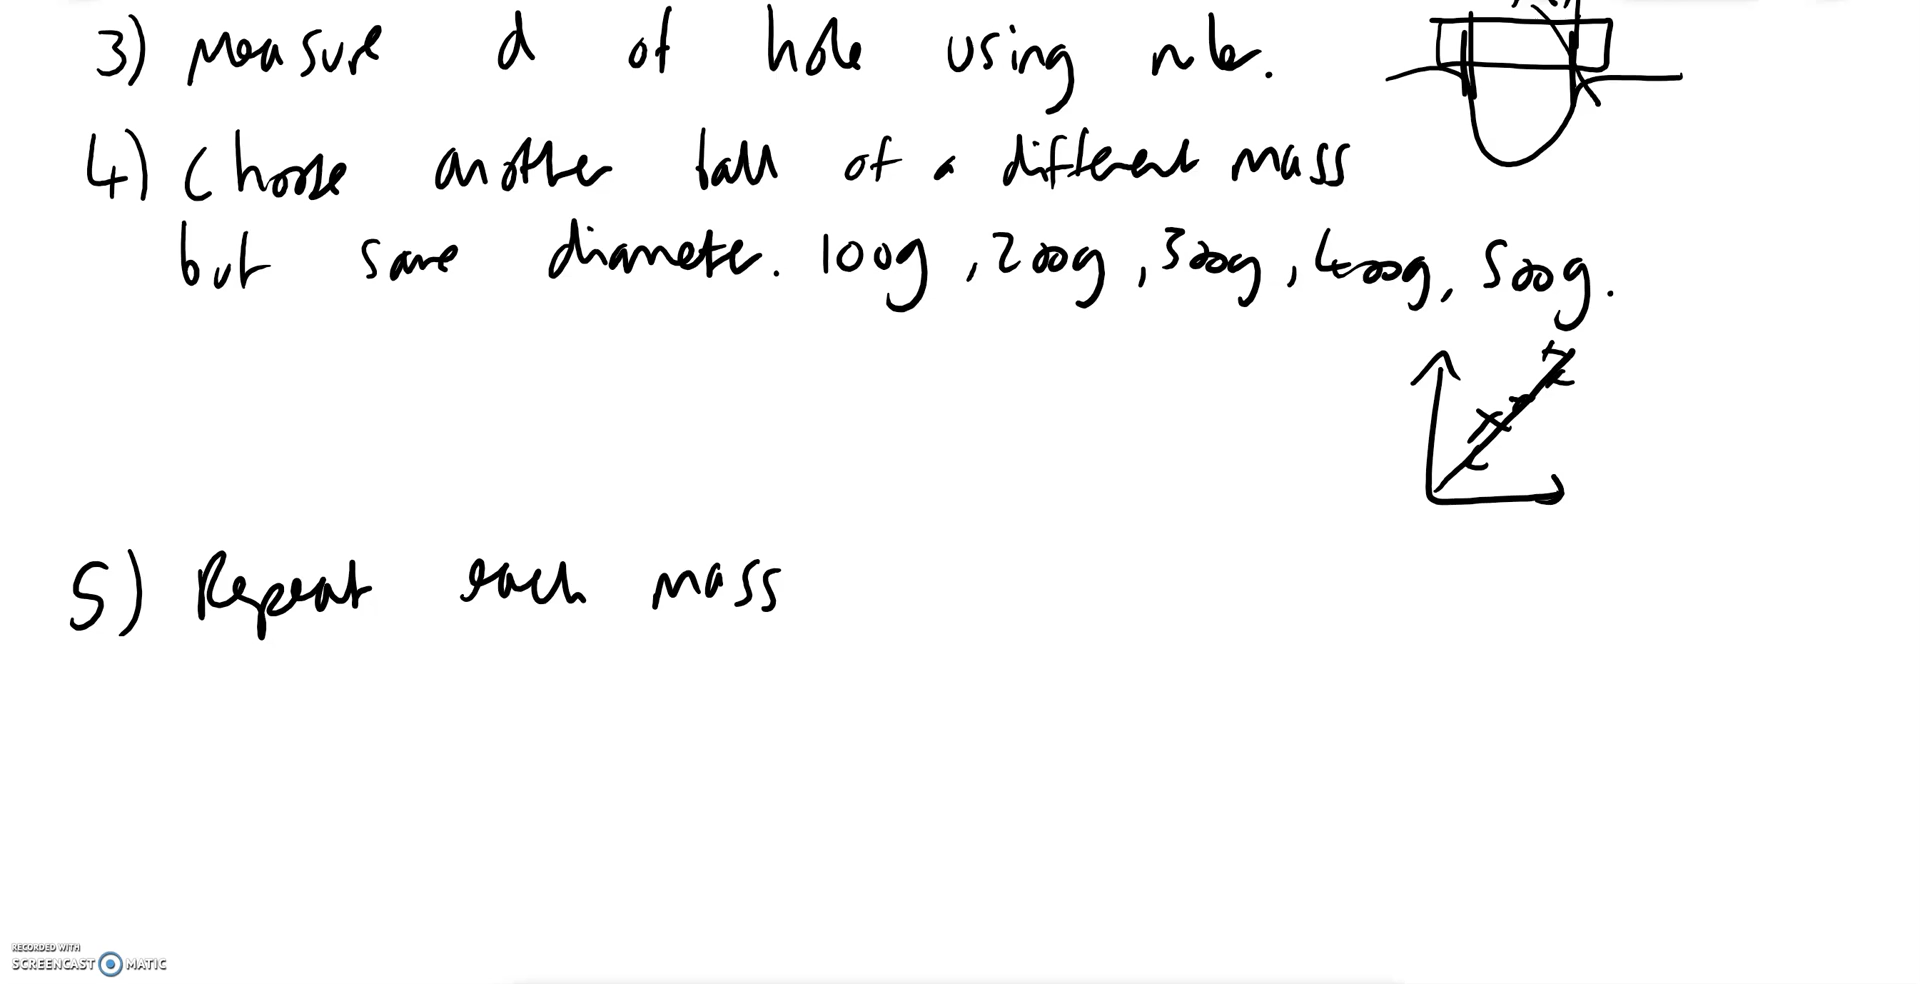 3) Measure d of hole using
4) Choose another ball of a different mass
but same diameter. 100g, 200g, 300g, 400g, 500g.
5) Repeat each mass
RECORDED WITH
SCREENCAST MATIC